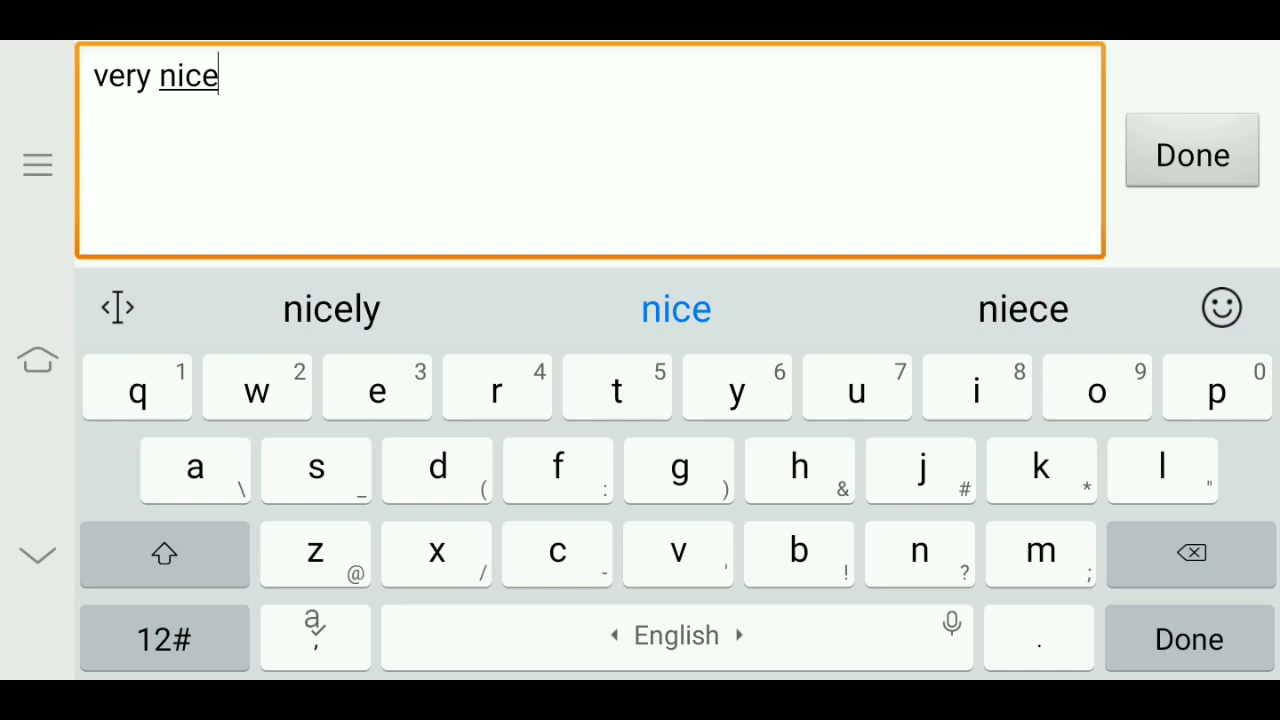 very nice
Done
nicely nice niece
q 1 w 2 e 3 r 4 t 5 y 6 u 7 i 8 o 9 p 0
a \ s _ d ( f : g ) h & j # k * l "
z @ x / c - v ' b ! n ? m ;
12# a , English . Done